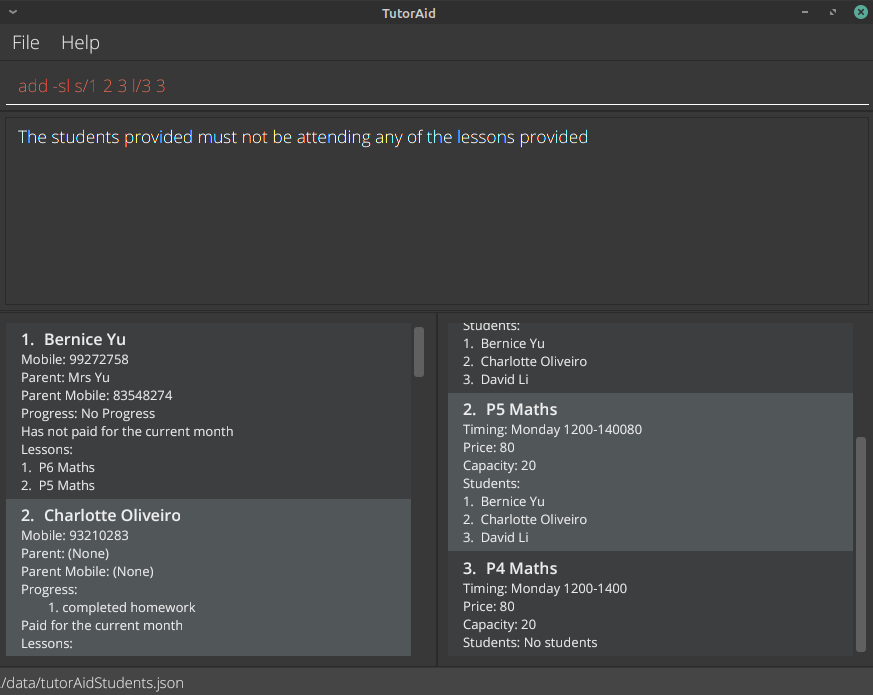 TutorAid
File Help
add -sl s/1 2 3 l/3 3
The students provided must not be attending any of the lessons provided
1. Bernice Yu
Mobile: 99272758
Parent: Mrs Yu
Parent Mobile: 83548274
Progress: No Progress
Has not paid for the current month
Lessons:
1. P6 Maths
2. P5 Maths
2. Charlotte Oliveiro
Mobile: 93210283
Parent: (None)
Parent Mobile: (None)
Progress:
1. completed homework
Paid for the current month
Lessons:
Students:
1. Bernice Yu
2. Charlotte Oliveiro
3. David Li
2. P5 Maths
Timing: Monday 1200-140080
Price: 80
Capacity: 20
Students:
1. Bernice Yu
2. Charlotte Oliveiro
3. David Li
3. P4 Maths
Timing: Monday 1200-1400
Price: 80
Capacity: 20
Students: No students
./data/tutorAidStudents.json